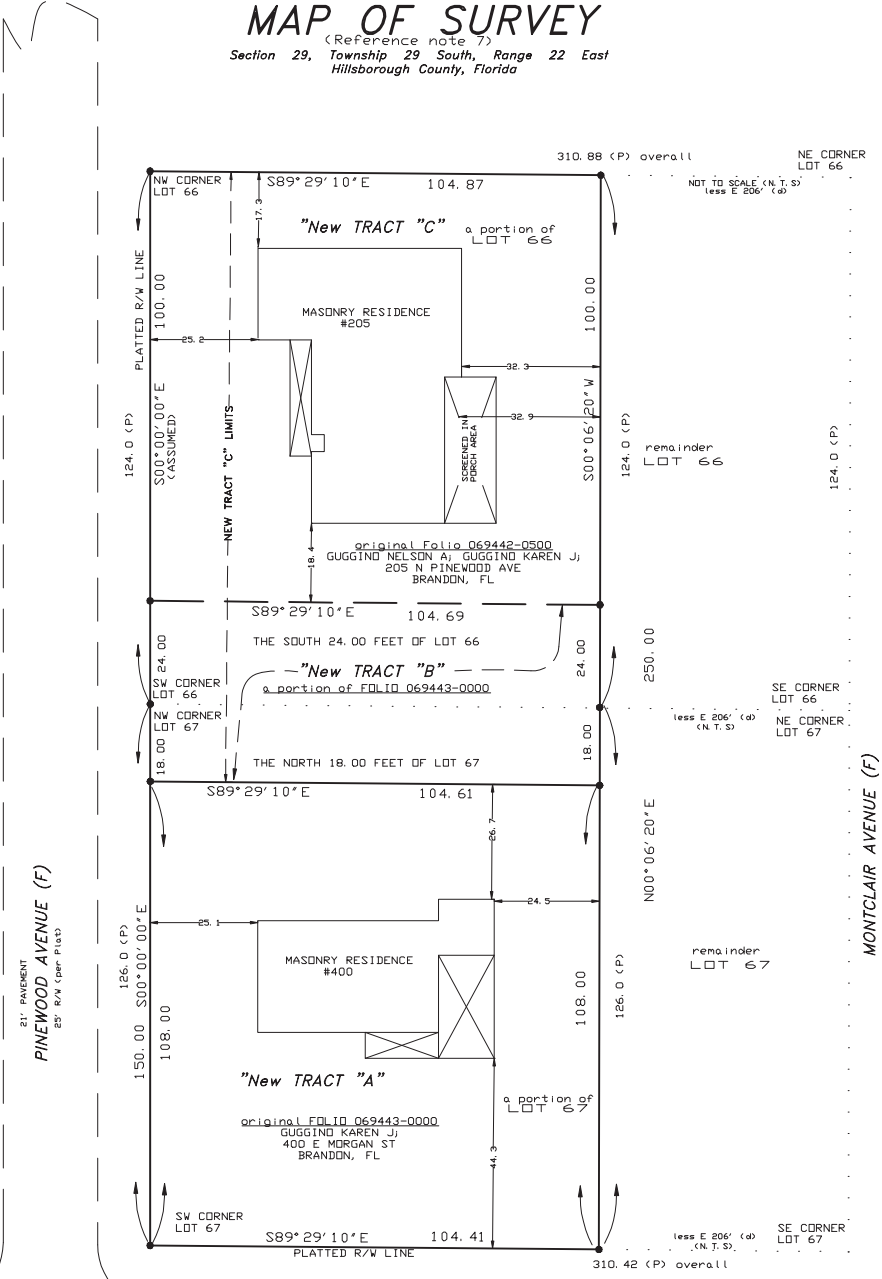 MAP OF SURVEY
(Reference note 7)
Section 29, Township 29 South, Range 22 East
Hillsborough County, Florida
310.88 (P) overall
NE CORNER
LOT 66
NW CORNER
LOT 66
S89°29'10"E
104.87
NOT TO SCALE (N.T.S)
less E 206' (d)
17.3
"New TRACT "C"
a portion of
LOT 66
PLATTED R/W LINE
100.00
100.00
MASONRY RESIDENCE
#205
25.2
32.3
32.9
124.0 (P)
S00°00'00"E
(ASSUMED)
NEW TRACT "C" LIMITS
SCREENED IN
PORCH AREA
S00°06'20"W
124.0 (P)
remainder
LOT 66
124.0 (P)
original Folio 069442-0500
GUGGINO NELSON A; GUGGINO KAREN J;
205 N PINEWOOD AVE
BRANDON, FL
18.4
S89°29'10"E
104.69
THE SOUTH 24.00 FEET OF LOT 66
24.00
24.00
250.00
"New TRACT "B"
a portion of FOLIO 069443-0000
SW CORNER
LOT 66
SE CORNER
LOT 66
NW CORNER
LOT 67
less E 206' (d)
(N.T.S)
NE CORNER
LOT 67
18.00
18.00
THE NORTH 18.00 FEET OF LOT 67
S89°29'10"E
104.61
26.7
N00°06'20"E
MONTCLAIR AVENUE (F)
25.1
24.5
21' PAVEMENT
PINEWOOD AVENUE (F)
25' R/W (per Plat)
126.0 (P)
S00°00'00"E
150.00
108.00
MASONRY RESIDENCE
#400
108.00
126.0 (P)
remainder
LOT 67
"New TRACT "A"
a portion of
LOT 67
original FOLIO 069443-0000
GUGGINO KAREN J;
400 E MORGAN ST
BRANDON, FL
44.3
SW CORNER
LOT 67
S89°29'10"E
104.41
PLATTED R/W LINE
less E 206' (d)
(N.T.S)
SE CORNER
LOT 67
310.42 (P) overall